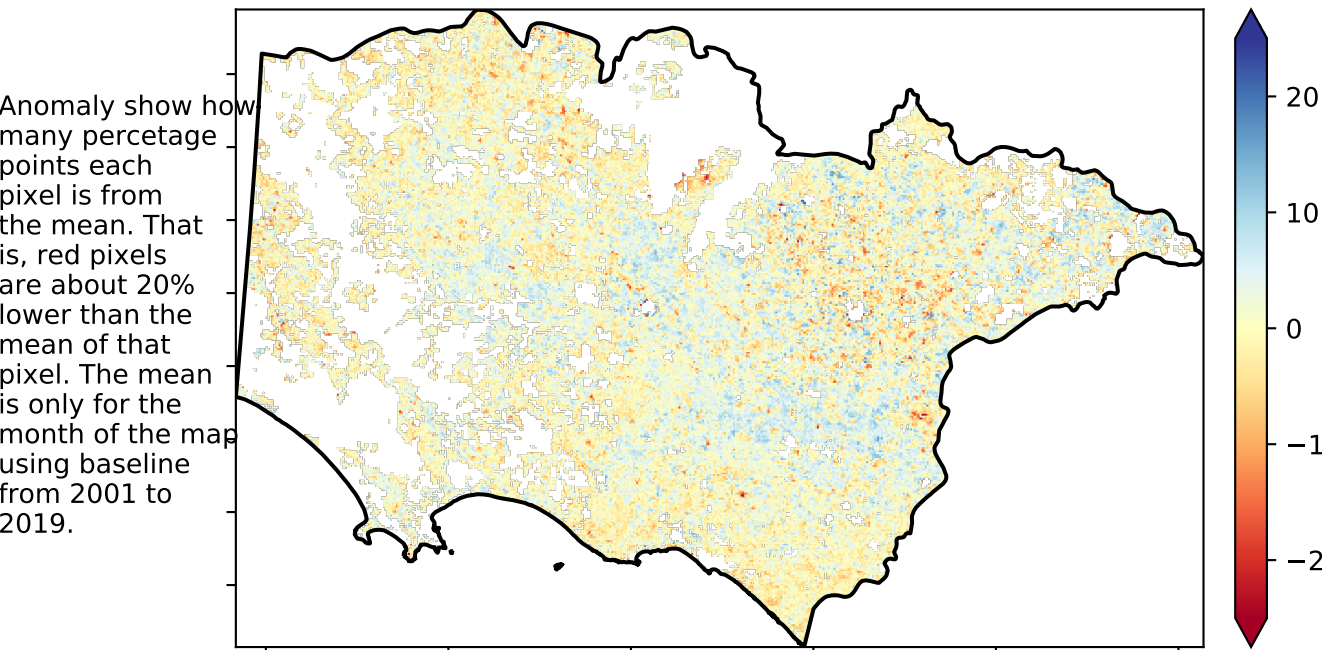 Anomaly show how
many percetage
points each
pixel is from
the mean. That
is, red pixels
are about 20%
lower than the
mean of that
pixel. The mean
is only for the
month of the map
using baseline
from 2001 to
2019.
20
10
0
−1
−2